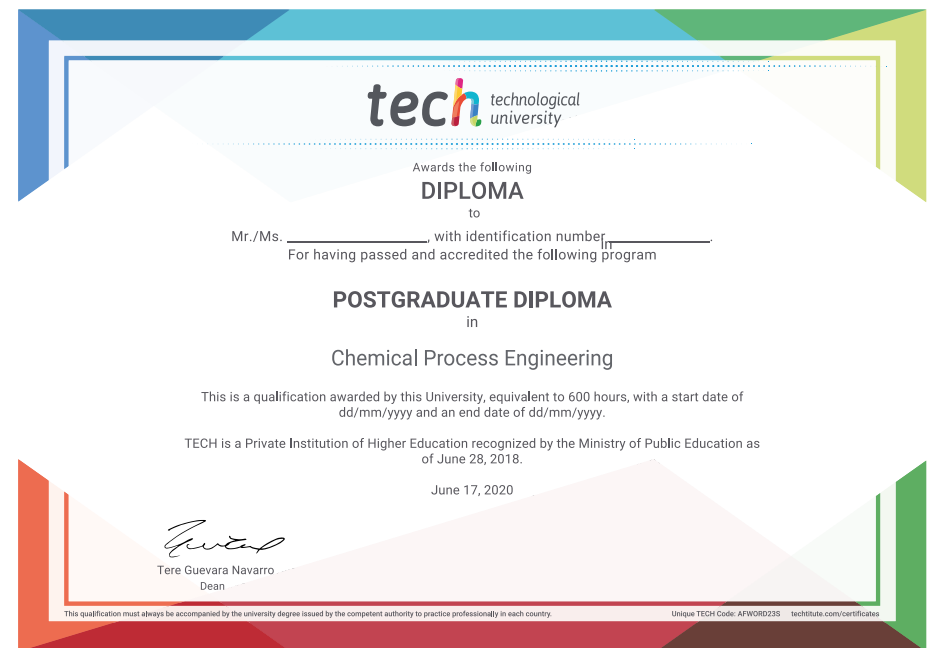 tech technological
university
Awards the following
DIPLOMA
to
Mr./Ms. ____________, with identification number ____________.
In
For having passed and accredited the following program
POSTGRADUATE DIPLOMA
in
Chemical Process Engineering
This is a qualification awarded by this University, equivalent to 600 hours, with a start date of
dd/mm/yyyy and an end date of dd/mm/yyyy.
TECH is a Private Institution of Higher Education recognized by the Ministry of Public Education as
of June 28, 2018.
June 17, 2020
Tere Guevara Navarro
Dean
This qualification must always be accompanied by the university degree issued by the competent authority to practice professionally in each country. Unique TECH Code: AFWORD23S techtitute.com/certificates